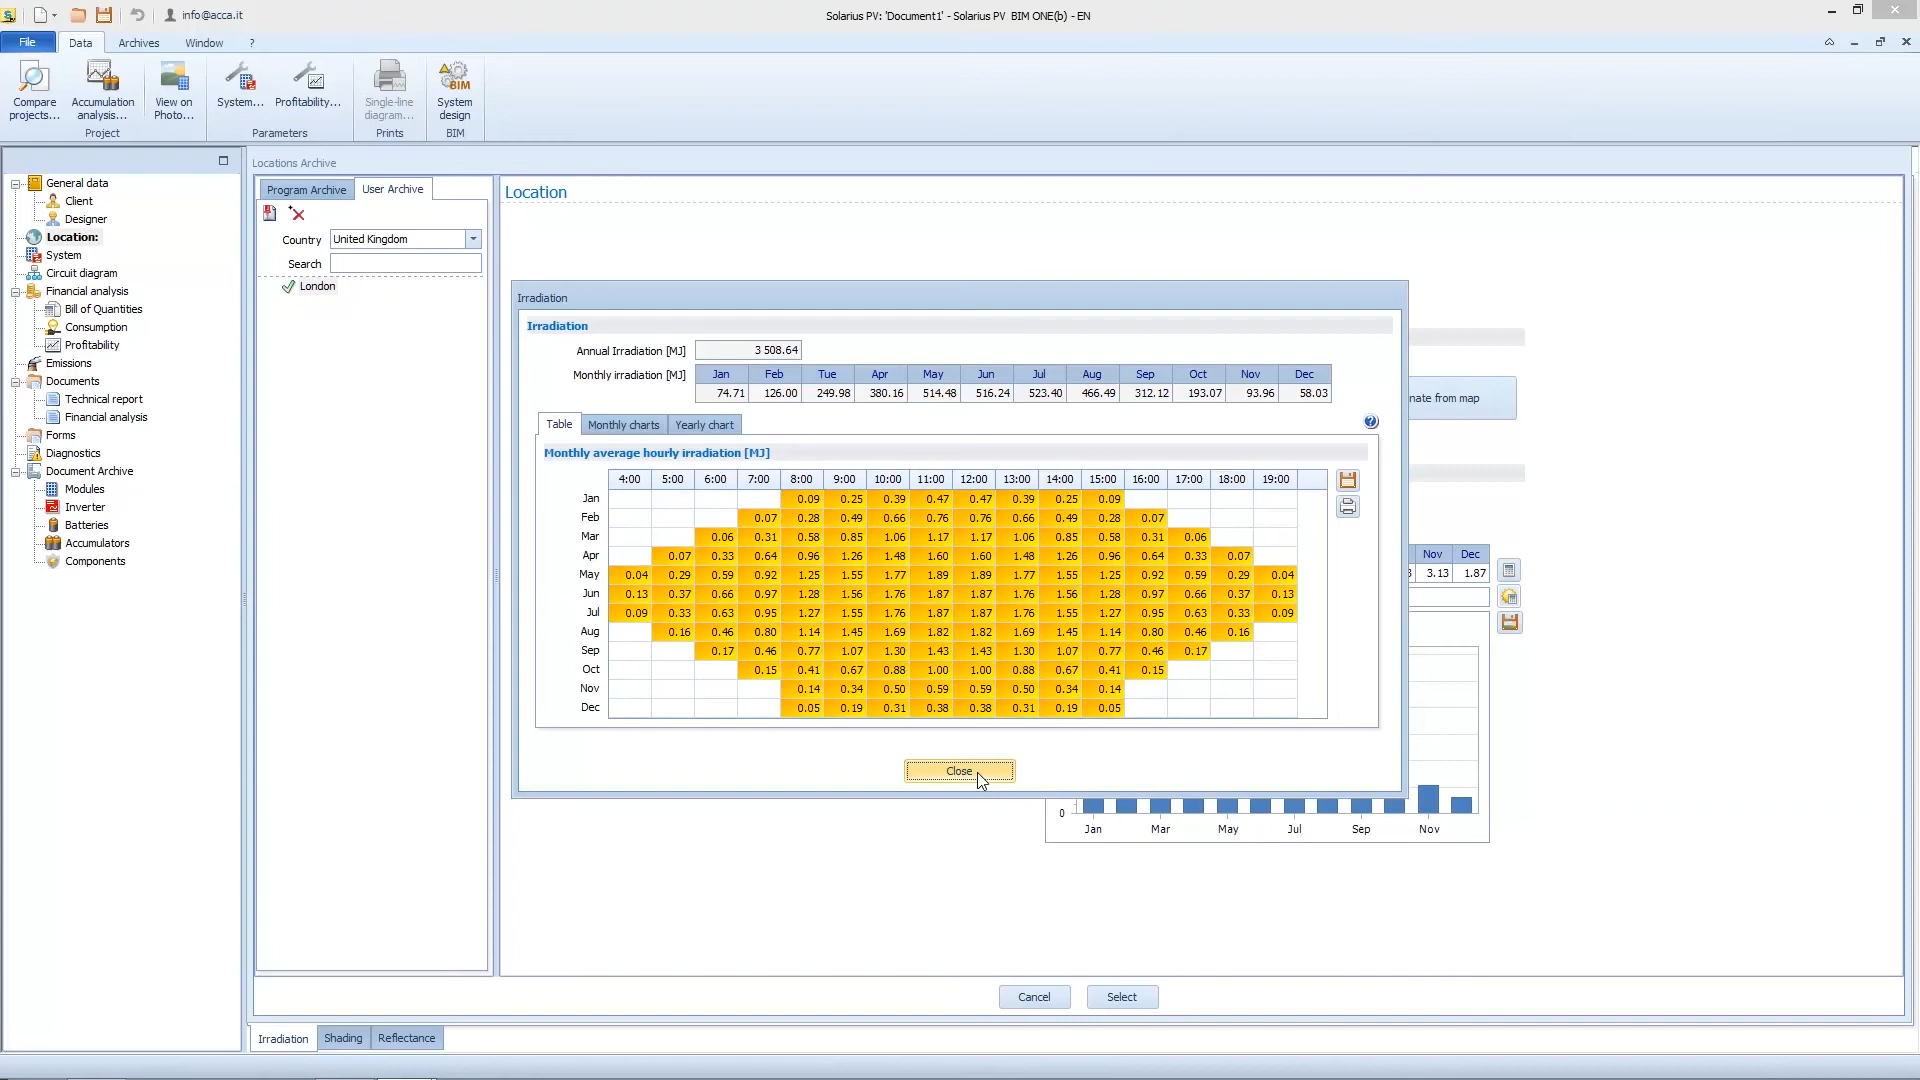 info@acca.it
Solarius PV: 'Document1' - Solarius PV BIM ONE(b) - EN
File Data Archives Window ?
Compare projects...
Accumulation analysis...
View on Photo...
System...
Profitability...
Single-line diagram...
BIM
System design
Project
Parameters
Prints
BIM
General data
Client
Designer
Location:
System
Circuit diagram
Financial analysis
Bill of Quantities
Consumption
Profitability
Emissions
Documents
Technical report
Financial analysis
Forms
Diagnostics
Document Archive
Modules
Inverter
Batteries
Accumulators
Components
Locations Archive
Program Archive User Archive
Country United Kingdom
Search
London
Location
Irradiation
Irradiation
Annual Irradiation [MJ] 3 508.64
Monthly irradiation [MJ] Jan Feb Tue Apr May Jun Jul Aug Sep Oct Nov Dec
74.71 126.00 249.98 380.16 514.48 516.24 523.40 466.49 312.12 193.07 93.96 58.03
Table Monthly charts Yearly chart
Monthly average hourly irradiation [MJ]
4:00 5:00 6:00 7:00 8:00 9:00 10:00 11:00 12:00 13:00 14:00 15:00 16:00 17:00 18:00 19:00
Jan 0.09 0.25 0.39 0.47 0.47 0.39 0.25 0.09
Feb 0.07 0.28 0.49 0.66 0.76 0.76 0.66 0.49 0.28 0.07
Mar 0.06 0.31 0.58 0.85 1.06 1.17 1.17 1.06 0.85 0.58 0.31 0.06
Apr 0.07 0.33 0.64 0.96 1.26 1.48 1.60 1.60 1.48 1.26 0.96 0.64 0.33 0.07
May 0.04 0.29 0.59 0.92 1.25 1.55 1.77 1.89 1.89 1.77 1.55 1.25 0.92 0.59 0.29 0.04
Jun 0.13 0.37 0.66 0.97 1.28 1.56 1.76 1.87 1.87 1.76 1.56 1.28 0.97 0.66 0.37 0.13
Jul 0.09 0.33 0.63 0.95 1.27 1.55 1.76 1.87 1.87 1.76 1.55 1.27 0.95 0.63 0.33 0.09
Aug 0.16 0.46 0.80 1.14 1.45 1.69 1.82 1.82 1.69 1.45 1.14 0.80 0.46 0.16
Sep 0.17 0.46 0.77 1.07 1.30 1.43 1.43 1.30 1.07 0.77 0.46 0.17
Oct 0.15 0.41 0.67 0.88 1.00 1.00 0.88 0.67 0.41 0.15
Nov 0.14 0.34 0.50 0.59 0.59 0.50 0.34 0.14
Dec 0.05 0.19 0.31 0.38 0.38 0.31 0.19 0.05
Close
nate from map
Nov Dec
3.13 1.87
0
Jan Mar May Jul Sep Nov
Cancel Select
Irradiation Shading Reflectance